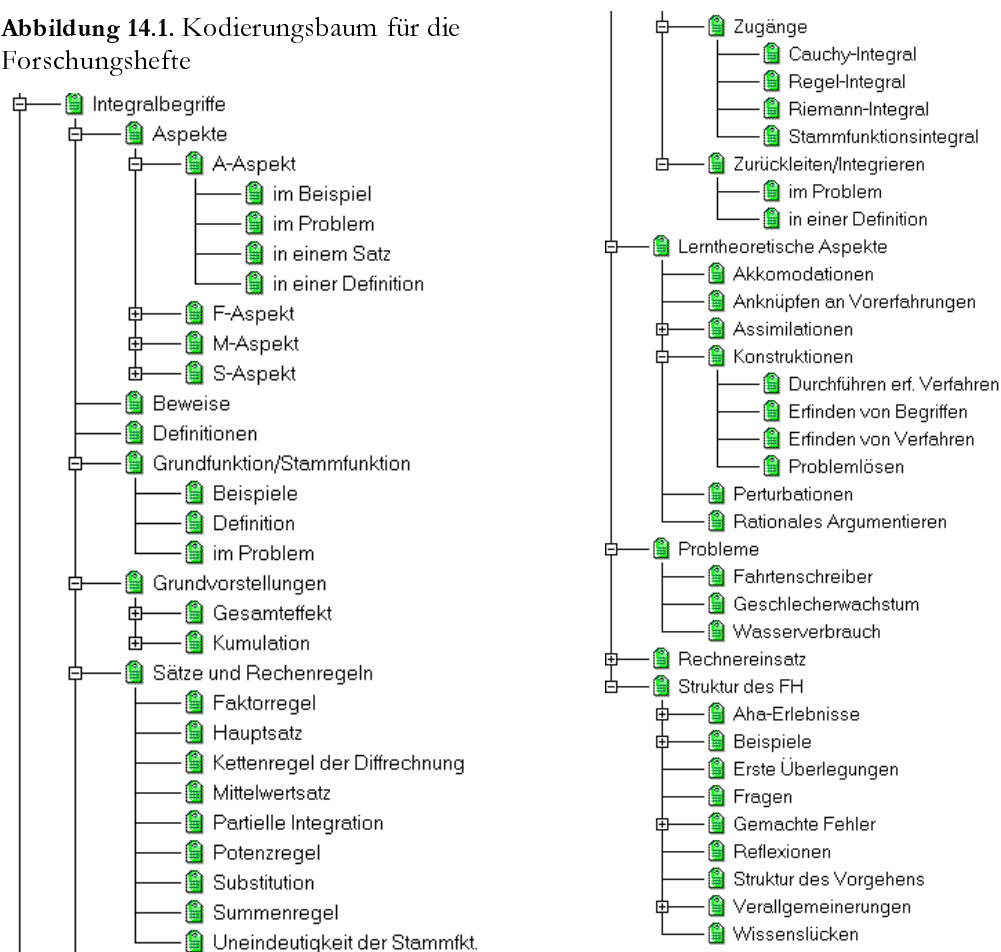 Abbildung 14.1. Kodierungsbaum für die
Forschungshefte
Integralbegriffe
Aspekte
A-Aspekt
im Beispiel
im Problem
in einem Satz
in einer Definition
F-Aspekt
M-Aspekt
S-Aspekt
Beweise
Definitionen
Grundfunktion/Stammfunktion
Beispiele
Definition
im Problem
Grundvorstellungen
Gesamteffekt
Kumulation
Sätze und Rechenregeln
Faktorregel
Hauptsatz
Kettenregel der Diffrechnung
Mittelwertsatz
Partielle Integration
Potenzregel
Substitution
Summenregel
Uneindeutigkeit der Stammfkt.
Zugänge
Cauchy-Integral
Regel-Integral
Riemann-Integral
Stammfunktionsintegral
Zurückleiten/Integrieren
im Problem
in einer Definition
Lerntheoretische Aspekte
Akkomodationen
Anknüpfen an Vorerfahrungen
Assimilationen
Konstruktionen
Durchführen erf. Verfahren
Erfinden von Begriffen
Erfinden von Verfahren
Problemlösen
Perturbationen
Rationales Argumentieren
Probleme
Fahrtenschreiber
Geschlecherwachstum
Wasserverbrauch
Rechnereinsatz
Struktur des FH
Aha-Erlebnisse
Beispiele
Erste Überlegungen
Fragen
Gemachte Fehler
Reflexionen
Struktur des Vorgehens
Verallgemeinerungen
Wissenslücken